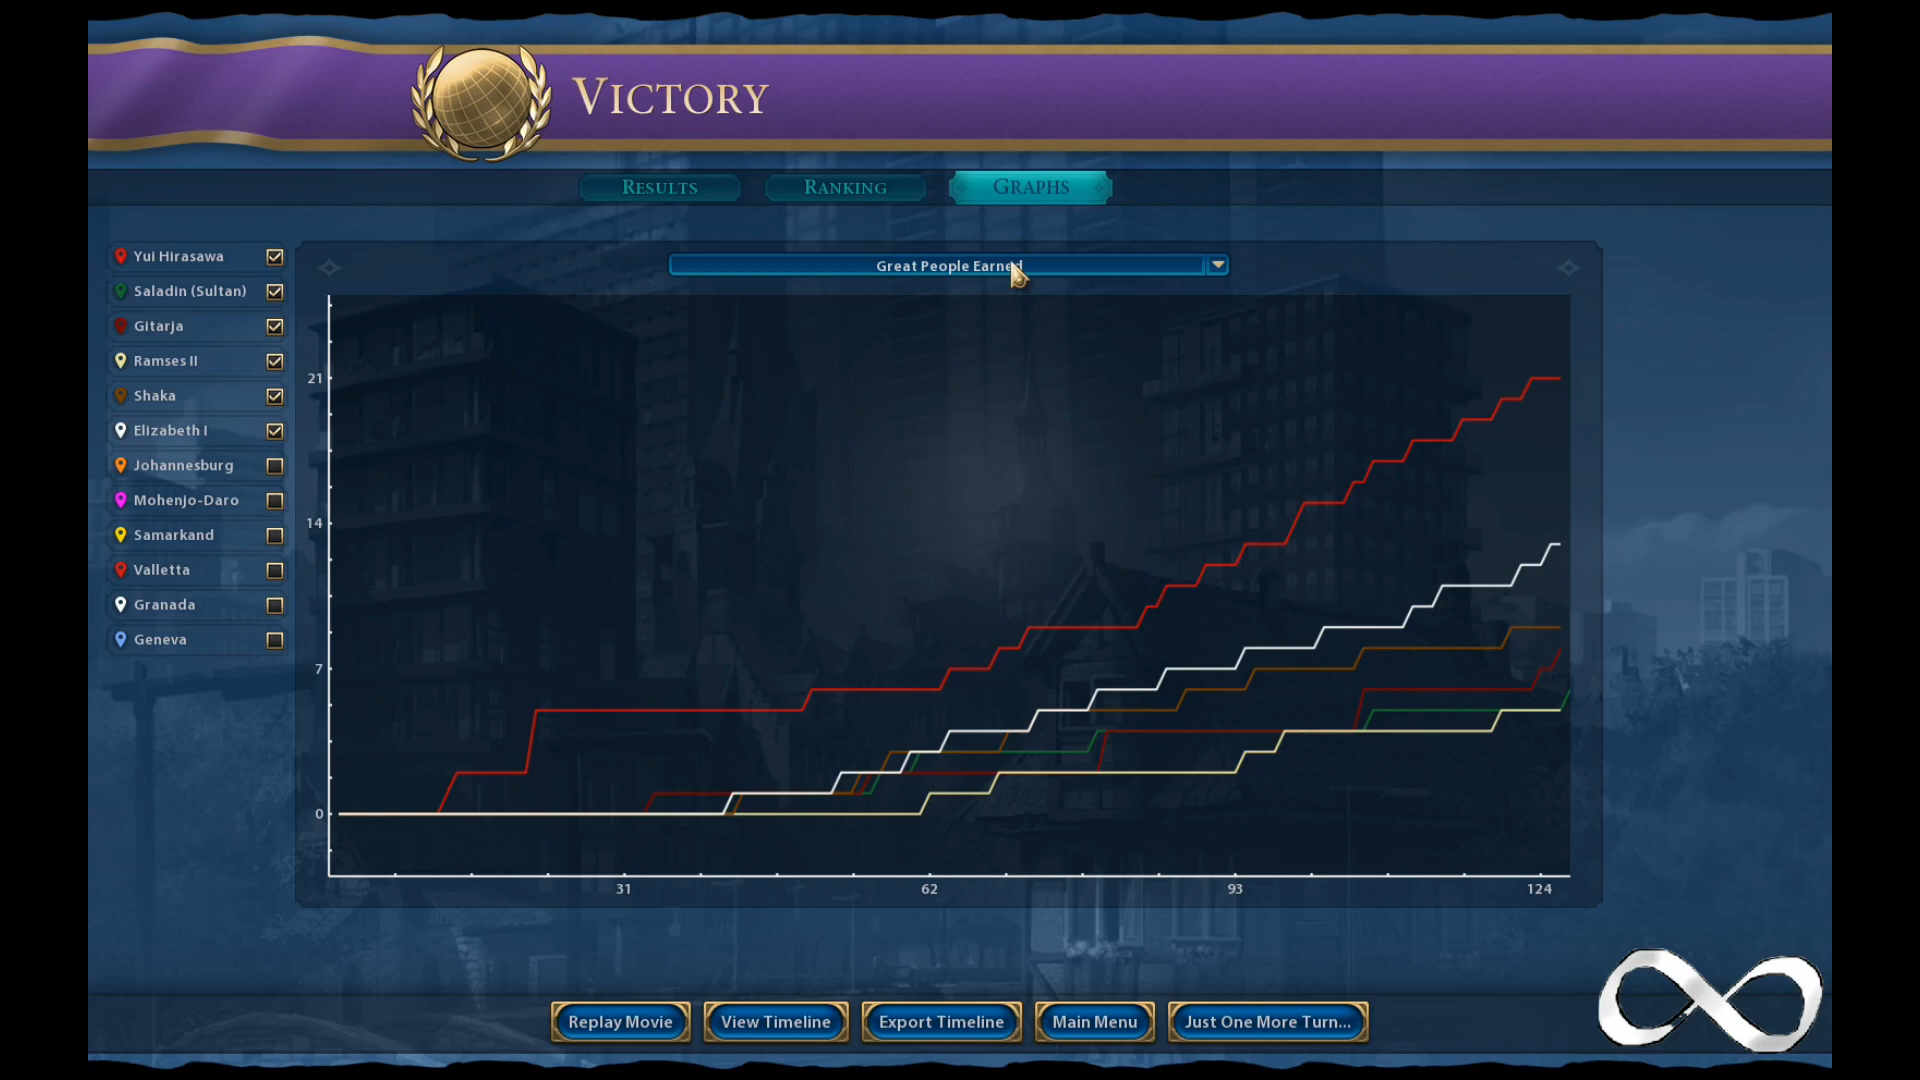 VICTORY
RESULTS
RANKING
GRAPHS
Yui Hirasawa
Saladin (Sultan)
Gitarja
Ramses II
Shaka
Elizabeth I
Johannesburg
Mohenjo-Daro
Samarkand
Valletta
Granada
Geneva
Great People Earned
21
14
7
0
31
62
93
124
Replay Movie
View Timeline
Export Timeline
Main Menu
Just One More Turn...